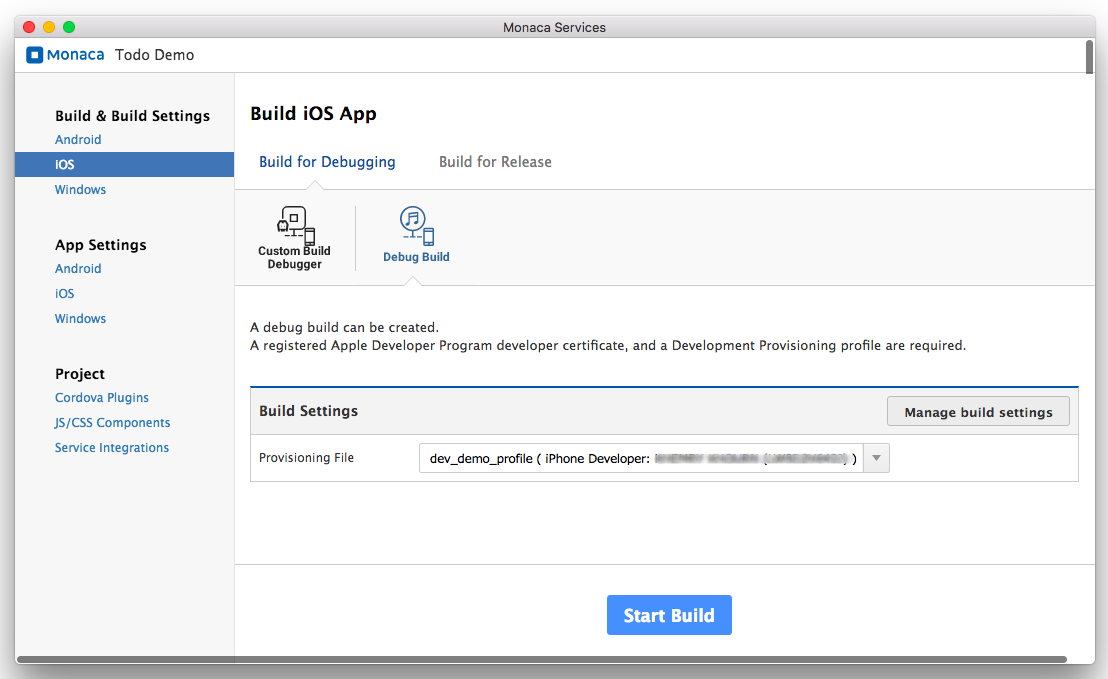 Monaca Services
Monaca Todo Demo
Build & Build Settings
Android
iOS
Windows
App Settings
Android
iOS
Windows
Project
Cordova Plugins
JS/CSS Components
Service Integrations
Build iOS App
Build for Debugging Build for Release
Custom Build
Debugger
Debug Build
A debug build can be created.
A registered Apple Developer Program developer certificate, and a Development Provisioning profile are required.
Build Settings Manage build settings
Provisioning File dev_demo_profile ( iPhone Developer: )
Start Build